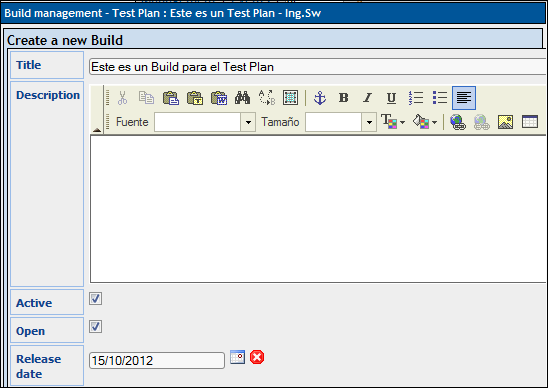 Build management - Test Plan : Este es un Test Plan - Ing.Sw
Create a new Build
Title
Este es un Build para el Test Plan
Description
B I U
Fuente
Tamaño
Active
Open
Release
date
15/10/2012